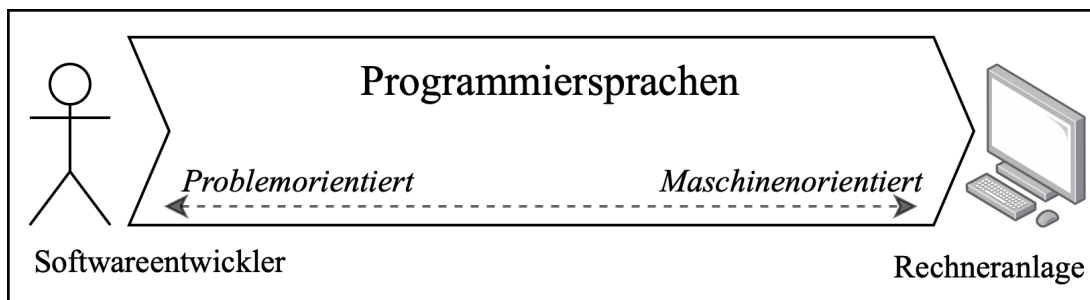 Programmiersprachen
Problemorientiert
Maschinenorientiert
Softwareentwickler
Rechneranlage